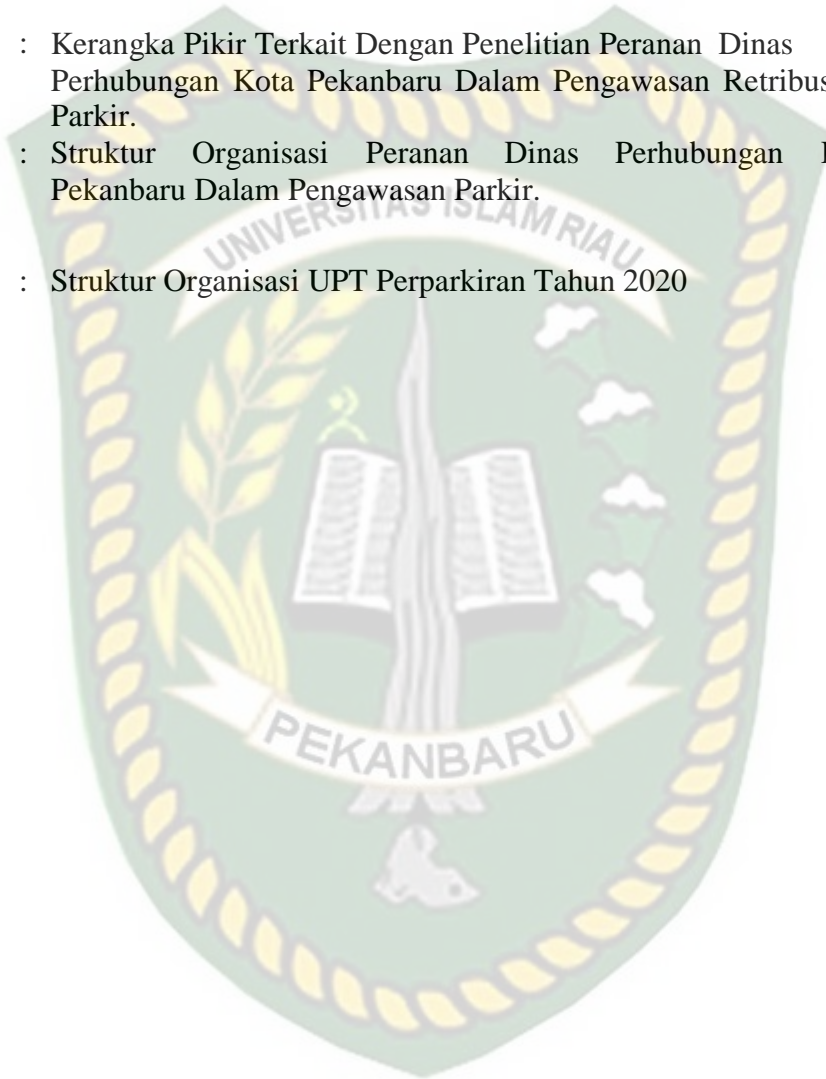 : Kerangka Pikir Terkait Dengan Penelitian Peranan Dinas
Perhubungan Kota Pekanbaru Dalam Pengawasan Retribus
Parkir.
: Struktur Organisasi Peranan Dinas Perhubungan
Pekanbaru Dalam Pengawasan Parkir.
UNIVERSITAS ISLAM RIAU
: Struktur Organisasi UPT Perparkiran Tahun 2020
PEKANBARU